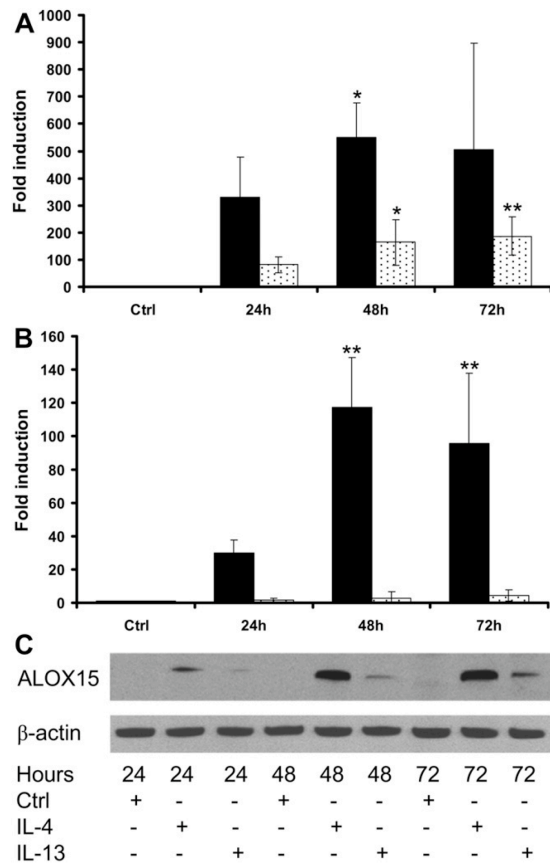 A
Fold induction
1000
900
800
700
600
500
400
300
200
100
0
*
*
**
Ctrl 24h 48h 72h
B
Fold induction
160
140
120
100
80
60
40
20
0
**
**
Ctrl 24h 48h 72h
C
ALOX15
β-actin
Hours 24 24 24 48 48 48 72 72 72
Ctrl + - - + - - + - -
IL-4 - + - - + - - + -
IL-13 - - + - - + - - +